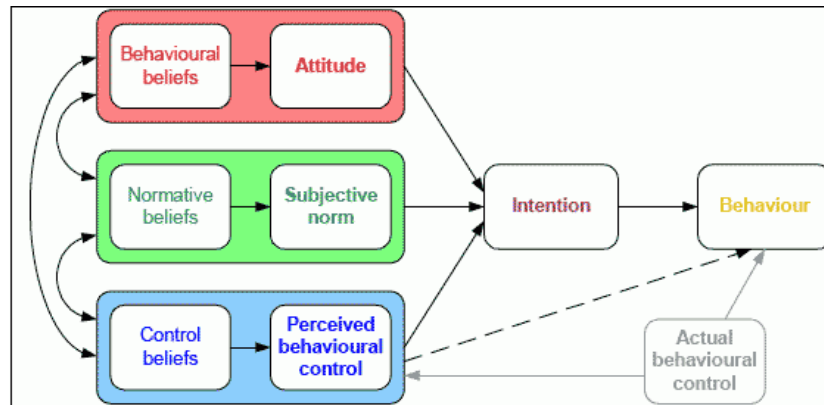 Behavioural
beliefs
Attitude
Normative
beliefs
Subjective
norm
Intention
Behaviour
Control
beliefs
Perceived
behavioural
control
Actual
behavioural
control